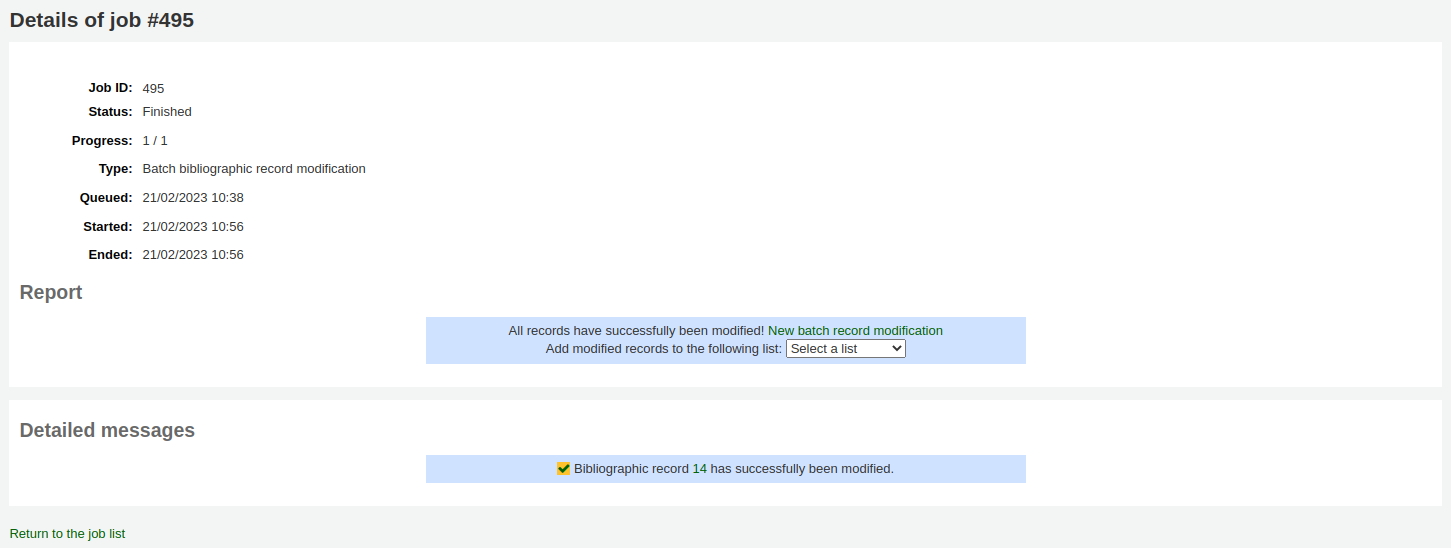 Details of job #495
Job ID: 495
Status: Finished
Progress: 1 / 1
Type: Batch bibliographic record modification
Queued: 21/02/2023 10:38
Started: 21/02/2023 10:56
Ended: 21/02/2023 10:56
Report
All records have successfully been modified! New batch record modification
Add modified records to the following list: Select a list
Detailed messages
Bibliographic record 14 has successfully been modified.
Return to the job list